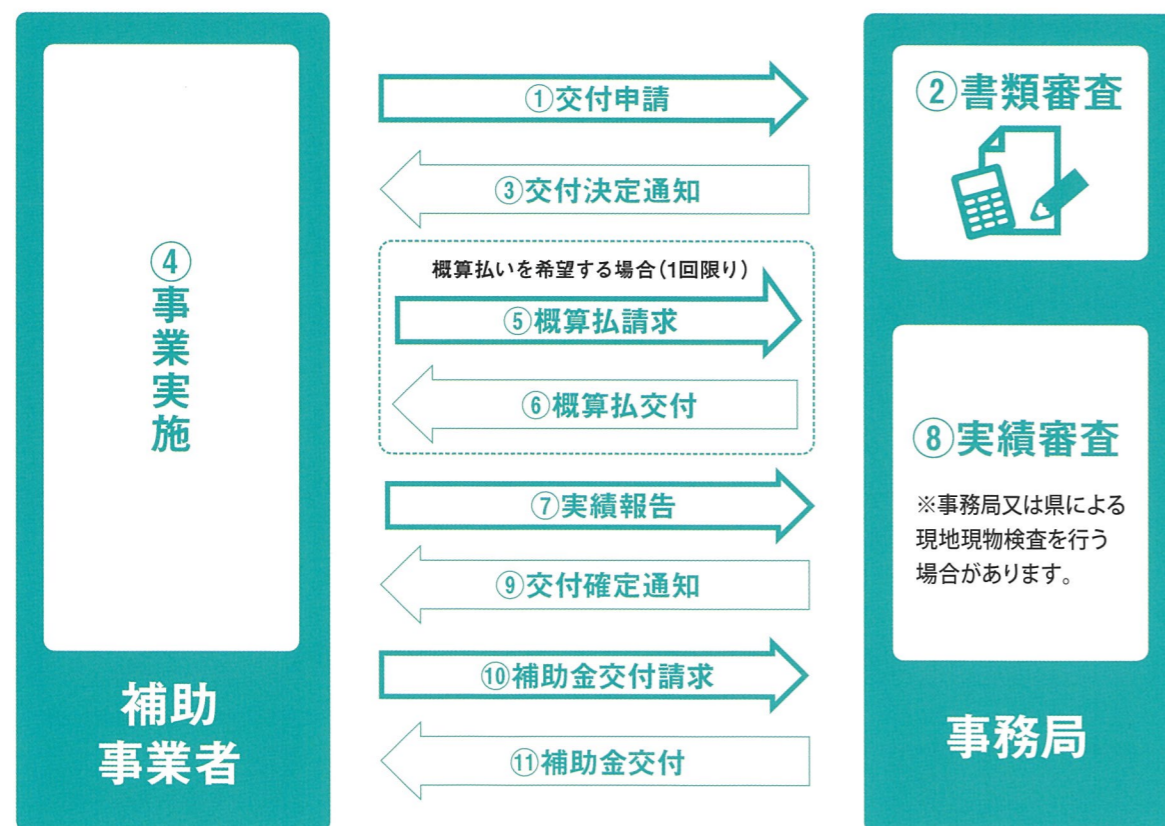 ①交付申請
②書類審査
③交付決定通知
④事業実施
概算払いを希望する場合(1回限り)
⑤概算払請求
⑥概算払交付
⑦実績報告
⑧実績審査
※事務局又は県による
現地現物検査を行う
場合があります。
⑨交付確定通知
⑩補助金交付請求
⑪補助金交付
補助
事業者
事務局